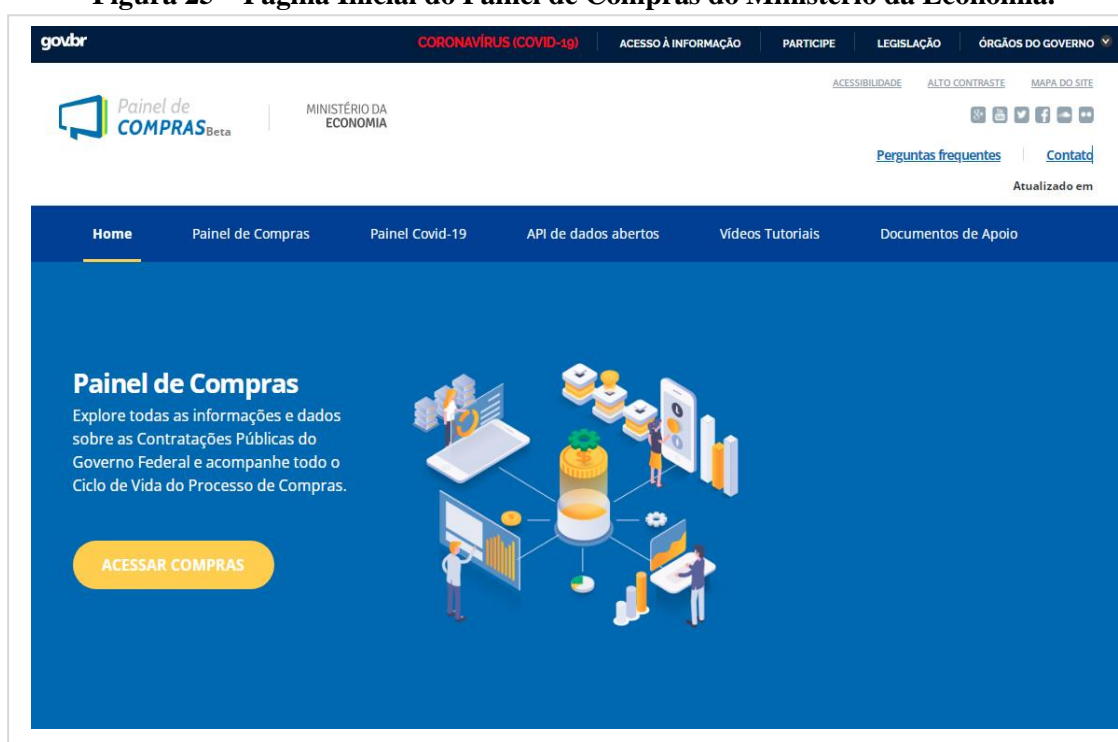 Figura 25 – Página Inicial do Painel de Compras do Ministério da Economia.
gov.br CORONAVÍRUS (COVID-19) ACESSO À INFORMAÇÃO PARTICIPE LEGISLAÇÃO ÓRGÃOS DO GOVERNO
ACESSIBILIDADE ALTO CONTRASTE MAPA DO SITE
Painel de
COMPRAS Beta
MINISTÉRIO DA
ECONOMIA
Perguntas frequentes Contato
Atualizado em
Home Painel de Compras Painel Covid-19 API de dados abertos Vídeos Tutoriais Documentos de Apoio
Painel de Compras
Explore todas as informações e dados
sobre as Contratações Públicas do
Governo Federal e acompanhe todo o
Ciclo de Vida do Processo de Compras.
ACESSAR COMPRAS